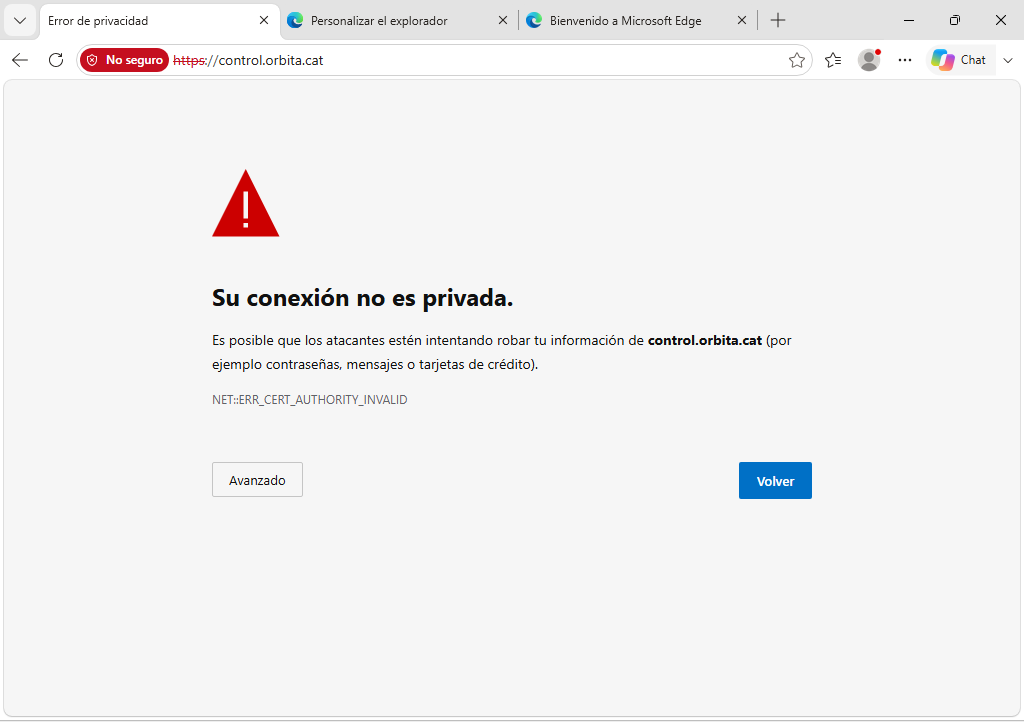 Error de privacidad
Personalizar el explorador
Bienvenido a Microsoft Edge
No seguro
https://control.orbita.cat
Chat
Su conexión no es privada.
Es posible que los atacantes estén intentando robar tu información de control.orbita.cat (por
ejemplo contraseñas, mensajes o tarjetas de crédito).
NET::ERR_CERT_AUTHORITY_INVALID
Avanzado
Volver